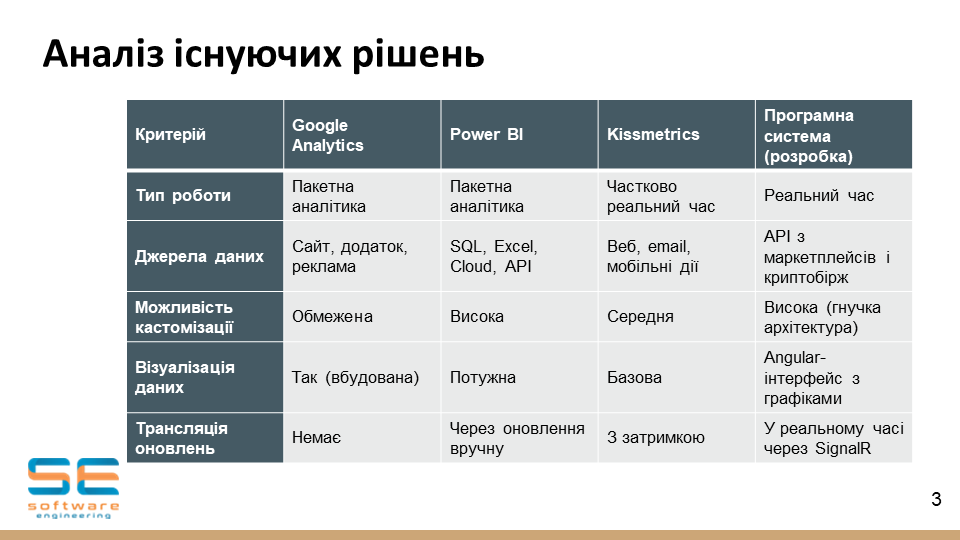 Аналіз існуючих рішень
Критерій
Google
Analytics
Power BI
Kissmetrics
Програмна
система
(розробка)
Тип роботи
Пакетна
аналітика
Пакетна
аналітика
Частково
реальний час
Реальний час
Джерела даних
Сайт, додаток,
реклама
SQL, Excel,
Cloud, API
Веб, email,
мобільні дії
API з
маркетплейсів і
криптобірж
Можливість
кастомізації
Обмежена
Висока
Середня
Висока (гнучка
архітектура)
Візуалізація
даних
Так (вбудована)
Потужна
Базова
Angular-
інтерфейс з
графіками
Трансляція
оновлень
Немає
Через оновлення
вручну
З затримкою
У реальному часі
через SignalR
SE
software
engineering
3